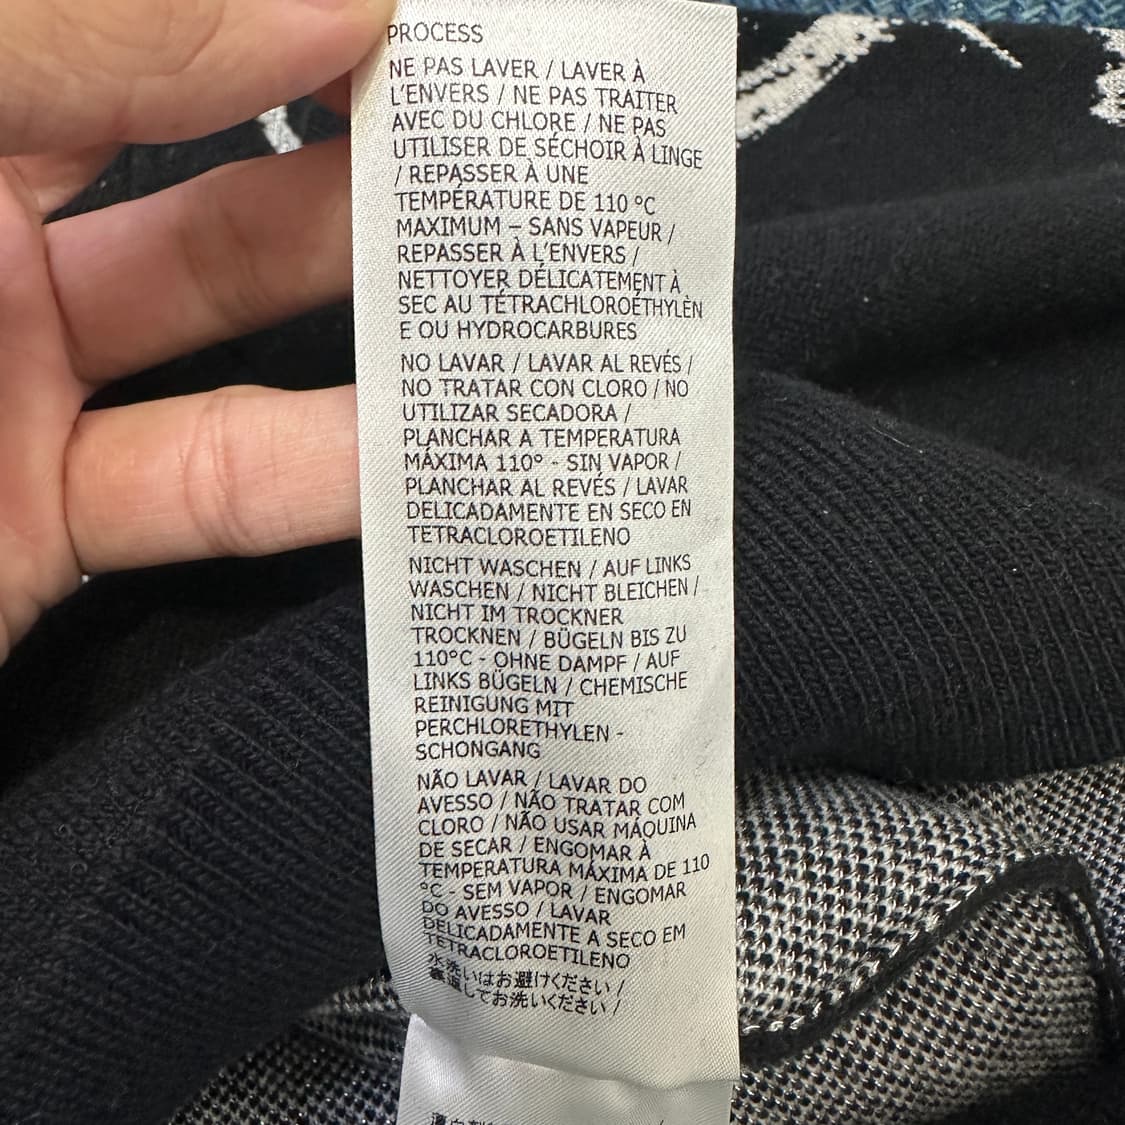 PROCESS
NE PAS LAVER / LAVER À
L'ENVERS / NE PAS TRAITER
AVEC DU CHLORE / NE PAS
UTILISER DE SÉCHOIR À LINGE
/ REPASSER À UNE
TEMPÉRATURE DE 110 °C
MAXIMUM – SANS VAPEUR /
REPASSER À L'ENVERS /
NETTOYER DÉLICATEMENT À
SEC AU TÉTRACHLOROÉTHYLÈN
E OU HYDROCARBURES
NO LAVAR / LAVAR AL REVÉS /
NO TRATAR CON CLORO / NO
UTILIZAR SECADORA /
PLANCHAR A TEMPERATURA
MÁXIMA 110° - SIN VAPOR /
PLANCHAR AL REVÉS / LAVAR
DELICADAMENTE EN SECO EN
TETRACLOROETILENO
NICHT WASCHEN / AUF LINKS
WASCHEN / NICHT BLEICHEN /
NICHT IM TROCKNER
TROCKNEN / BÜGELN BIS ZU
110°C - OHNE DAMPF / AUF
LINKS BÜGELN / CHEMISCHE
REINIGUNG MIT
PERCHLORETHYLEN -
SCHONGANG
NÃO LAVAR / LAVAR DO
AVESSO / NÃO TRATAR COM
CLORO / NÃO USAR MÁQUINA
DE SECAR / ENGOMAR À
TEMPERATURA MÁXIMA DE 110
°C - SEM VAPOR / ENGOMAR
DO AVESSO / LAVAR
DELICADAMENTE A SECO EM
TETRACLOROETILENO
水洗いはお避けください /
裏返してお洗いください /